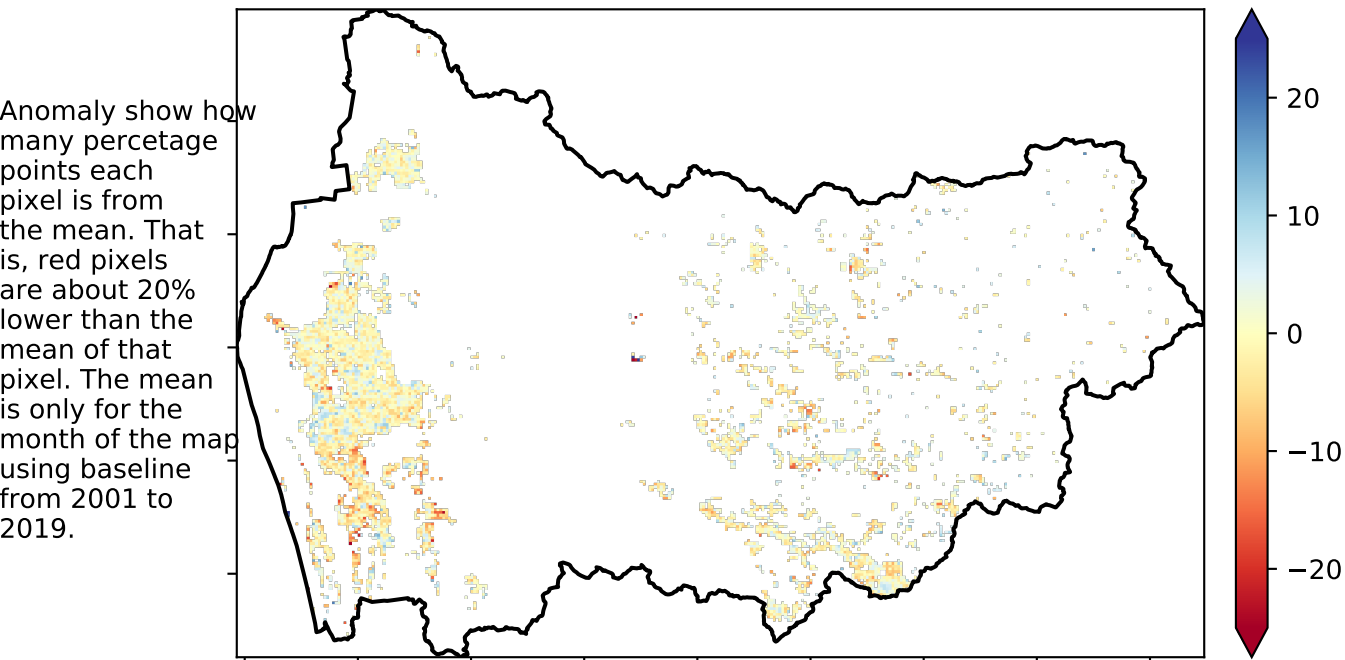 Anomaly show how
many percetage
points each
pixel is from
the mean. That
is, red pixels
are about 20%
lower than the
mean of that
pixel. The mean
is only for the
month of the map
using baseline
from 2001 to
2019.
20
10
0
−10
−20